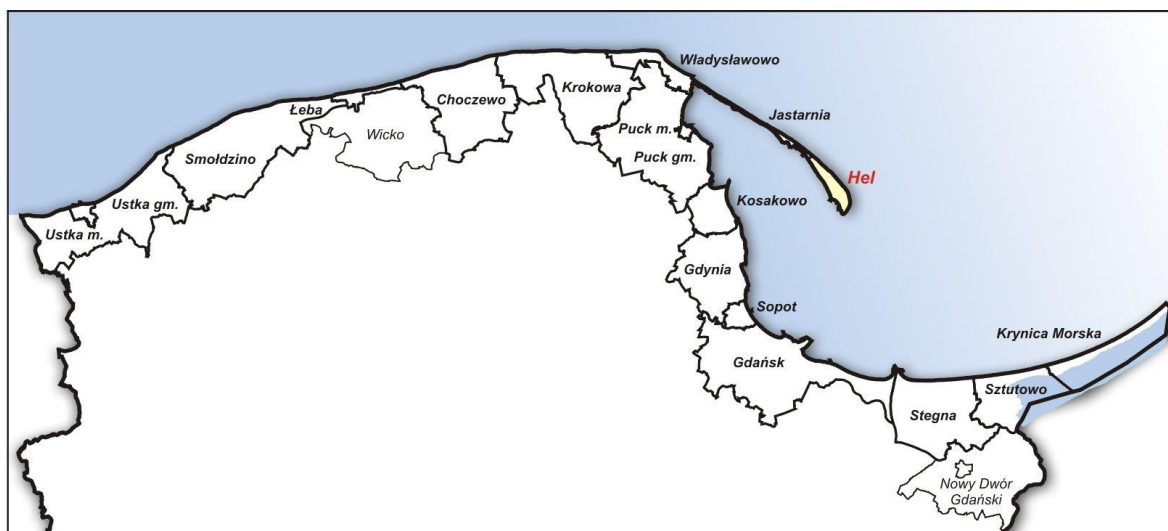 Władysławowo
Krokowa
Choczewo
Łeba
Jastarnia
Wicko
Puck m.
Smołdzino
Puck gm.
Hel
Ustka gm.
Kosakowo
Ustka m.
Gdynia
Sopot
Krynica Morska
Gdańsk
Sztutowo
Stegna
Nowy Dwór
Gdański